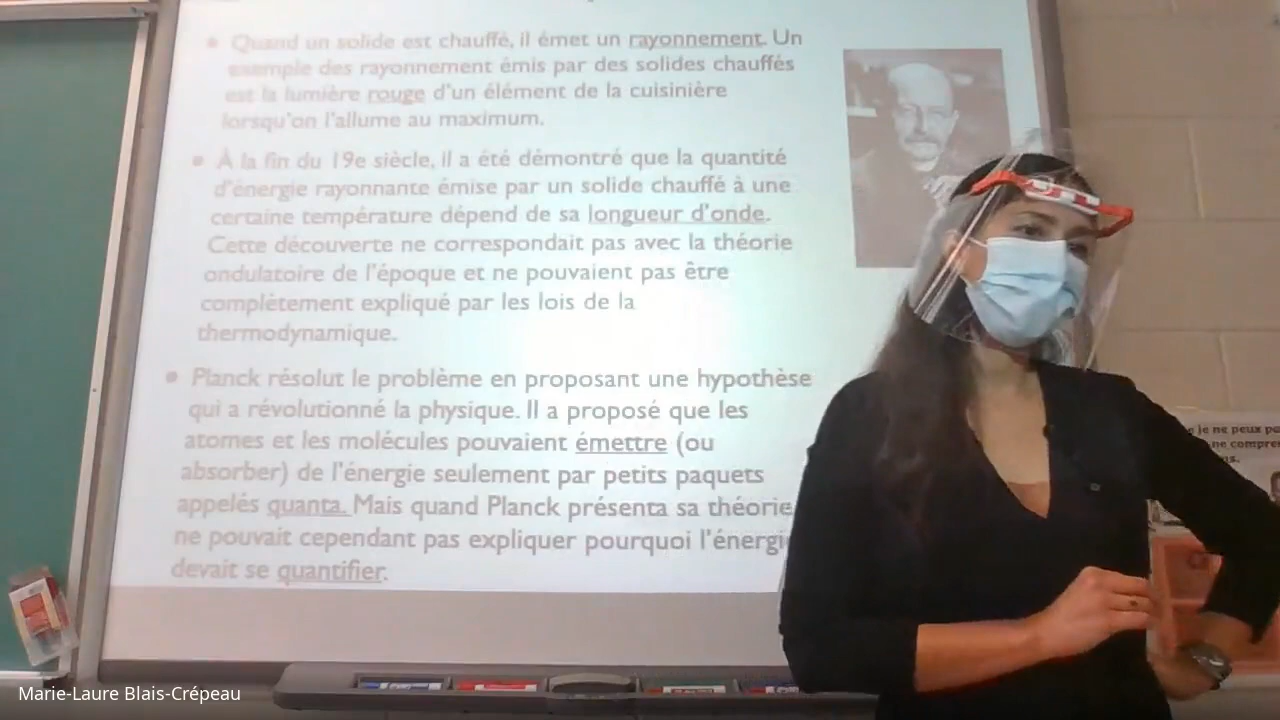 Quand un solide est chauffé, il émet un rayonnement. Un
exemple des rayonnement émis par des solides chauffés
est la lumière rouge d'un élément de la cuisinière
lorsqu'on l'allume au maximum.
À la fin du 19e siècle, il a été démontré que la quantité
d'énergie rayonnante émise par un solide chauffé à une
certaine température dépend de sa longueur d'onde.
Cette découverte ne correspondait pas avec la théorie
ondulatoire de l'époque et ne pouvaient pas être
complètement expliqué par les lois de la
thermodynamique.
Planck résolut le problème en proposant une hypothèse
qui a révolutionné la physique. Il a proposé que les
atomes et les molécules pouvaient émettre (ou
absorber) de l'énergie seulement par petits paquets
appelés quanta. Mais quand Planck présenta sa théorie
ne pouvait cependant pas expliquer pourquoi l'énergi
devait se quantifier.
je ne peux
ne compre
Marie-Laure Blais-Crépeau